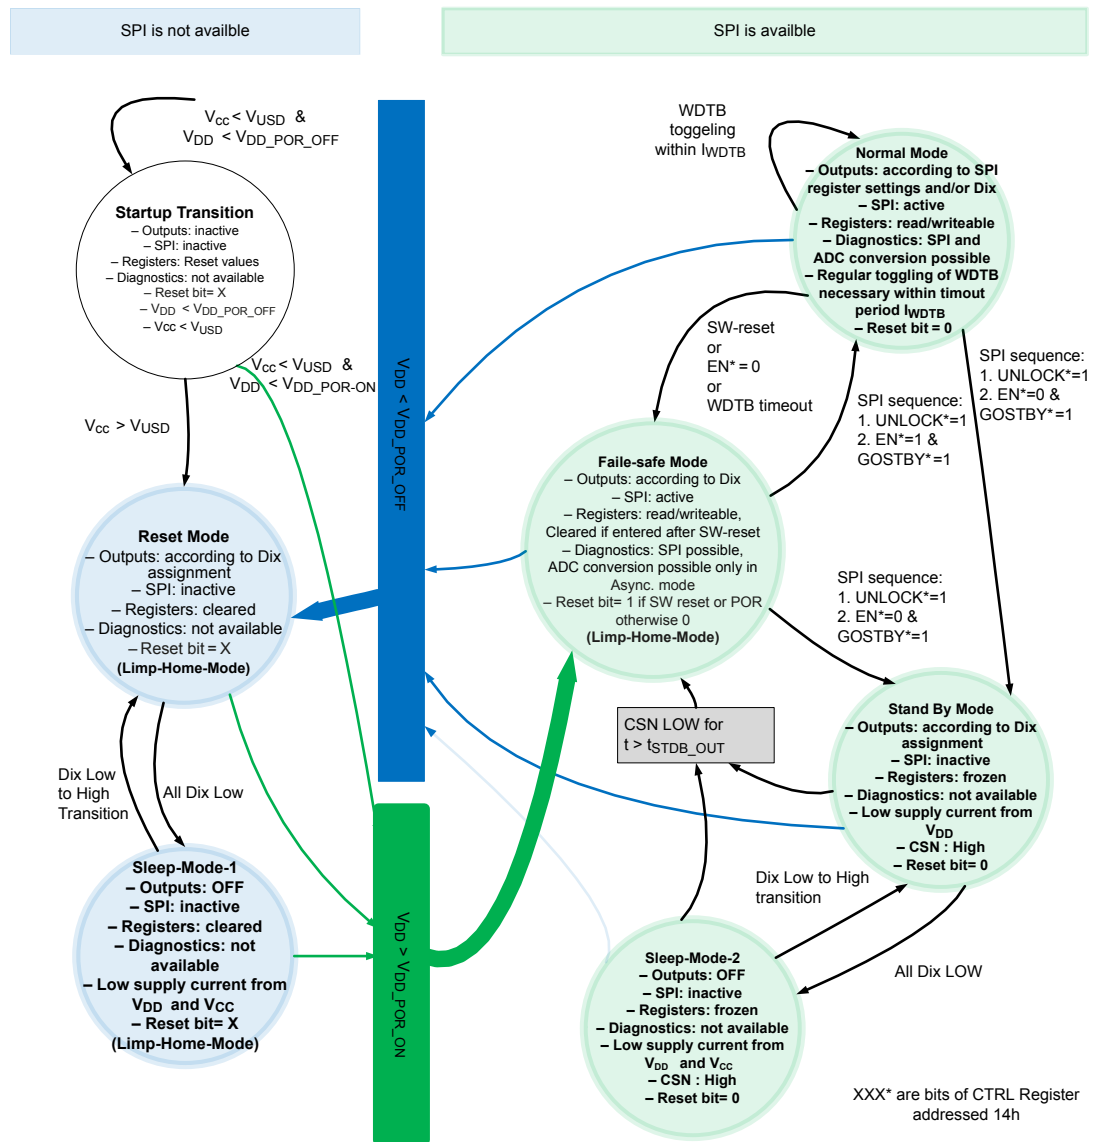 SPI is not availble
SPI is availble
Vcc < VUSD &
VDD < VDD_POR_OFF
Startup Transition
– Outputs: inactive
– SPI: inactive
– Registers: Reset values
– Diagnostics: not available
– Reset bit= X
– VDD < VDD_POR_OFF
– Vcc < VUSD
Vcc < VUSD &
VDD < VDD_POR-ON
Vcc > VUSD
Reset Mode
– Outputs: according to Dix
assignment
– SPI: inactive
– Registers: cleared
– Diagnostics: not available
– Reset bit = X
(Limp-Home-Mode)
Dix Low
to High
Transition
All Dix Low
Sleep-Mode-1
– Outputs: OFF
– SPI: inactive
– Registers: cleared
– Diagnostics: not
available
– Low supply current from
VDD and VCC
– Reset bit= X
(Limp-Home-Mode)
VDD < VDD_POR_OFF
VDD > VDD_POR_ON
WDTB
toggeling
within IWDTB
Normal Mode
– Outputs: according to SPI
register settings and/or Dix
– SPI: active
– Registers: read/writeable
– Diagnostics: SPI and
ADC conversion possible
– Regular toggling of WDTB
necessary within timout
period IWDTB
– Reset bit = 0
SW-reset
or
EN* = 0
or
WDTB timeout
SPI sequence:
1. UNLOCK*=1
2. EN*=1 &
GOSTBY*=1
SPI sequence:
1. UNLOCK*=1
2. EN*=0 &
GOSTBY*=1
Faile-safe Mode
– Outputs: according to Dix
– SPI: active
– Registers: read/writeable,
Cleared if entered after SW-reset
– Diagnostics: SPI possible,
ADC conversion possible only in
Async. mode
– Reset bit= 1 if SW reset or POR
otherwise 0
(Limp-Home-Mode)
SPI sequence:
1. UNLOCK*=1
2. EN*=0 &
GOSTBY*=1
CSN LOW for
t > tSTDB_OUT
Stand By Mode
– Outputs: according to Dix
assignment
– SPI: inactive
– Registers: frozen
– Diagnostics: not available
– Low supply current from
VDD
– CSN : High
– Reset bit= 0
Dix Low to High
transition
All Dix LOW
Sleep-Mode-2
– Outputs: OFF
– SPI: inactive
– Registers: frozen
– Diagnostics: not available
– Low supply current from
VDD and VCC
– CSN : High
– Reset bit= 0
XXX* are bits of CTRL Register
addressed 14h